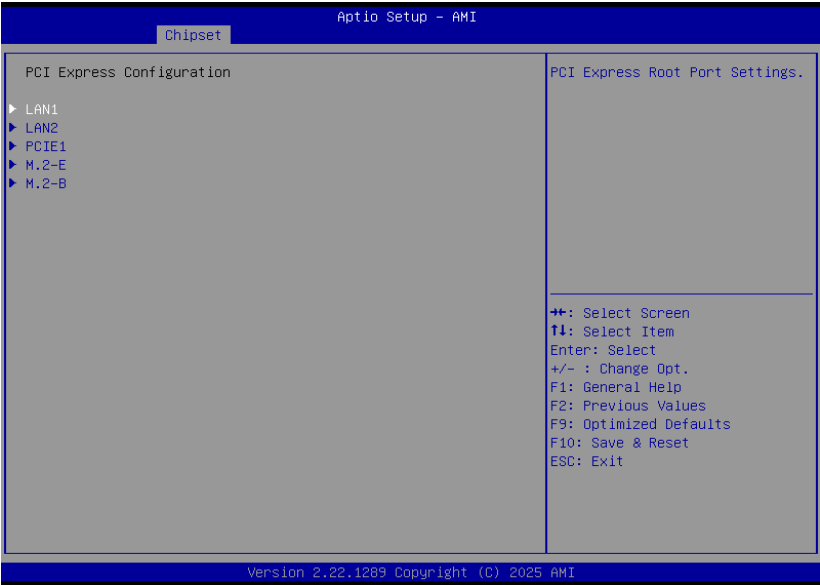 Aptio Setup – AMI
Chipset
PCI Express Configuration
LAN1
LAN2
PCIE1
M.2-E
M.2-B
PCI Express Root Port Settings.
→←: Select Screen
↑↓: Select Item
Enter: Select
+/- : Change Opt.
F1: General Help
F2: Previous Values
F9: Optimized Defaults
F10: Save & Reset
ESC: Exit
Version 2.22.1289 Copyright (C) 2025 AMI